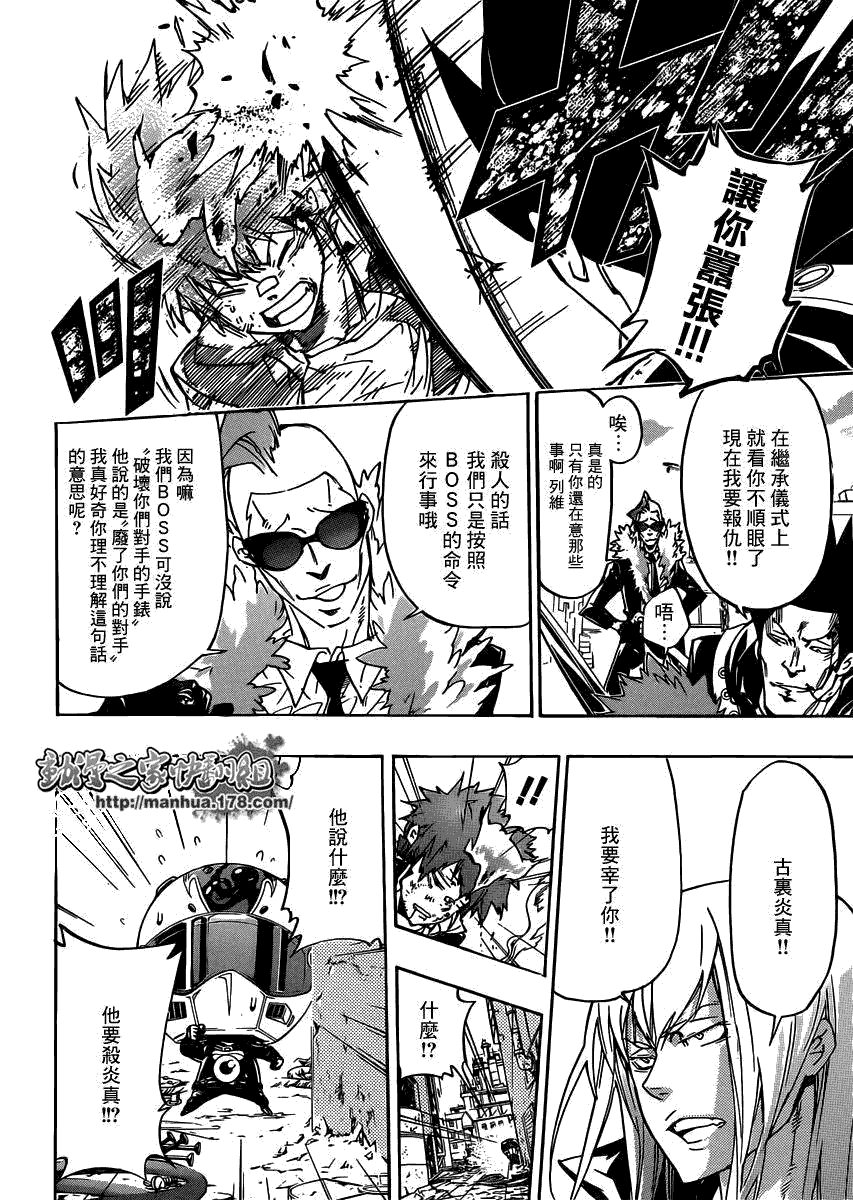 讓你囂張!!!
在繼承儀式上
就看你不順眼了
現在我要報仇!!
唉…
真是的
只有你還在意那些
事啊 列維
唔…
殺人的話
我們只是按照
BOSS的命令
來行事哦
因為嘛
我們BOSS可沒說
〝破壞你們對手的手錶〞
他說的是〝廢了你們的對手〞
我真好奇你理不理解這句話
的意思呢?
古裏炎真!!
我要宰了你!!
!!
什麼!?
他說什麼!!?
他要殺炎真!!?
動漫之家汉化组
http://manhua.178.com/